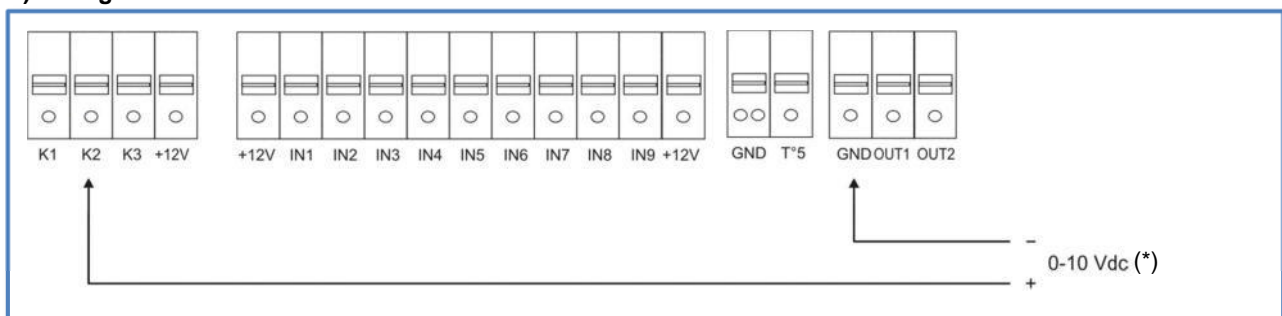 K1 K2 K3 +12V +12V IN1 IN2 IN3 IN4 IN5 IN6 IN7 IN8 IN9 +12V GND T°5 GND OUT1 OUT2
−
0-10 Vdc (*)
+